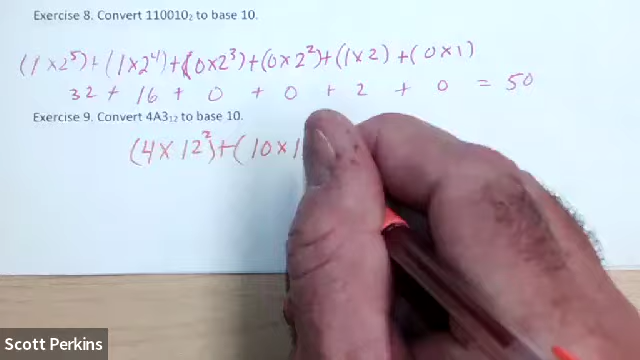 Exercise 8. Convert 110010₂ to base 10.
(1×2⁵)+(1×2⁴)+(0×2³)+(0×2²)+(1×2)+(0×1)
32 + 16 + 0 + 0 + 2 + 0 = 50
Exercise 9. Convert 4A3₁₂ to base 10.
(4×12²)+(10×1
Scott Perkins